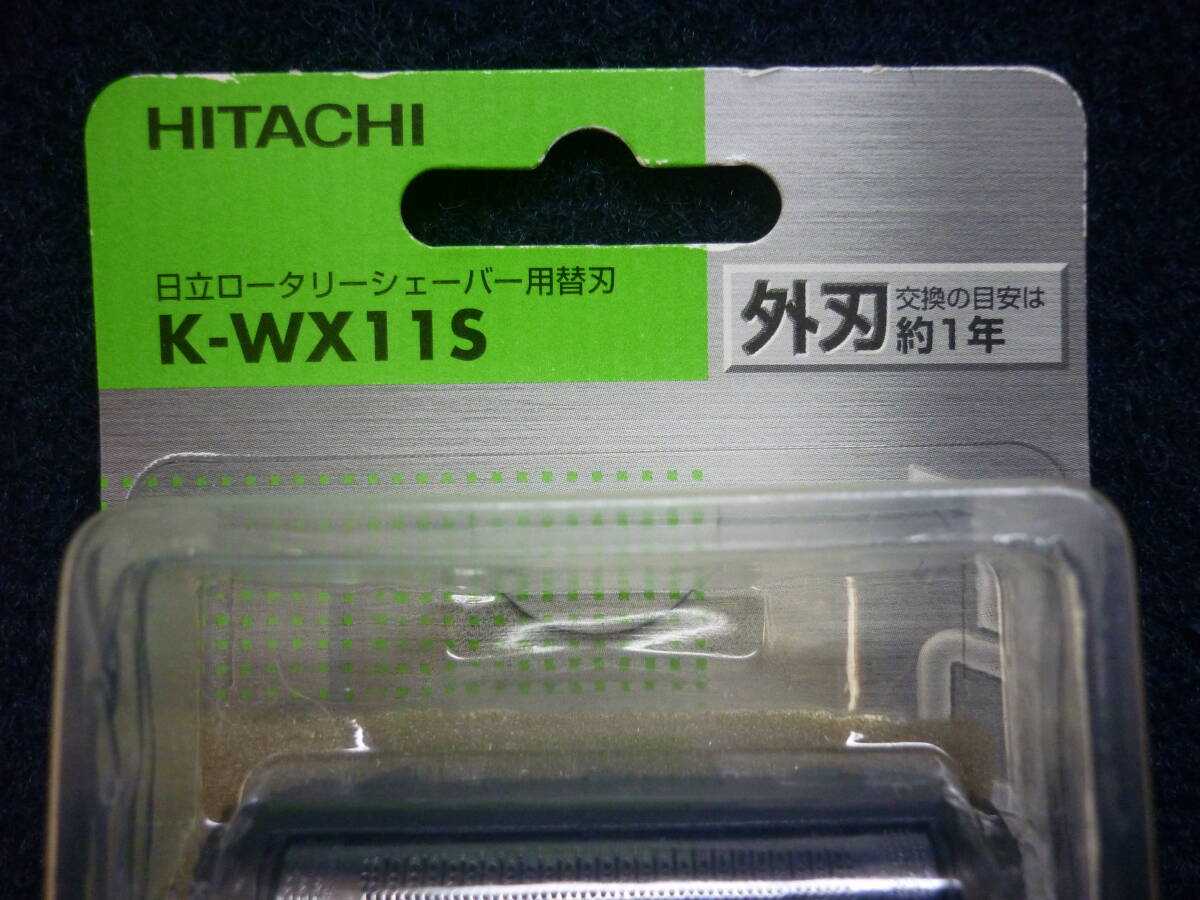 HITACHI
日立ロータリーシェーバー用替刃
K-WX11S
外刃
交換の目安は
約1年